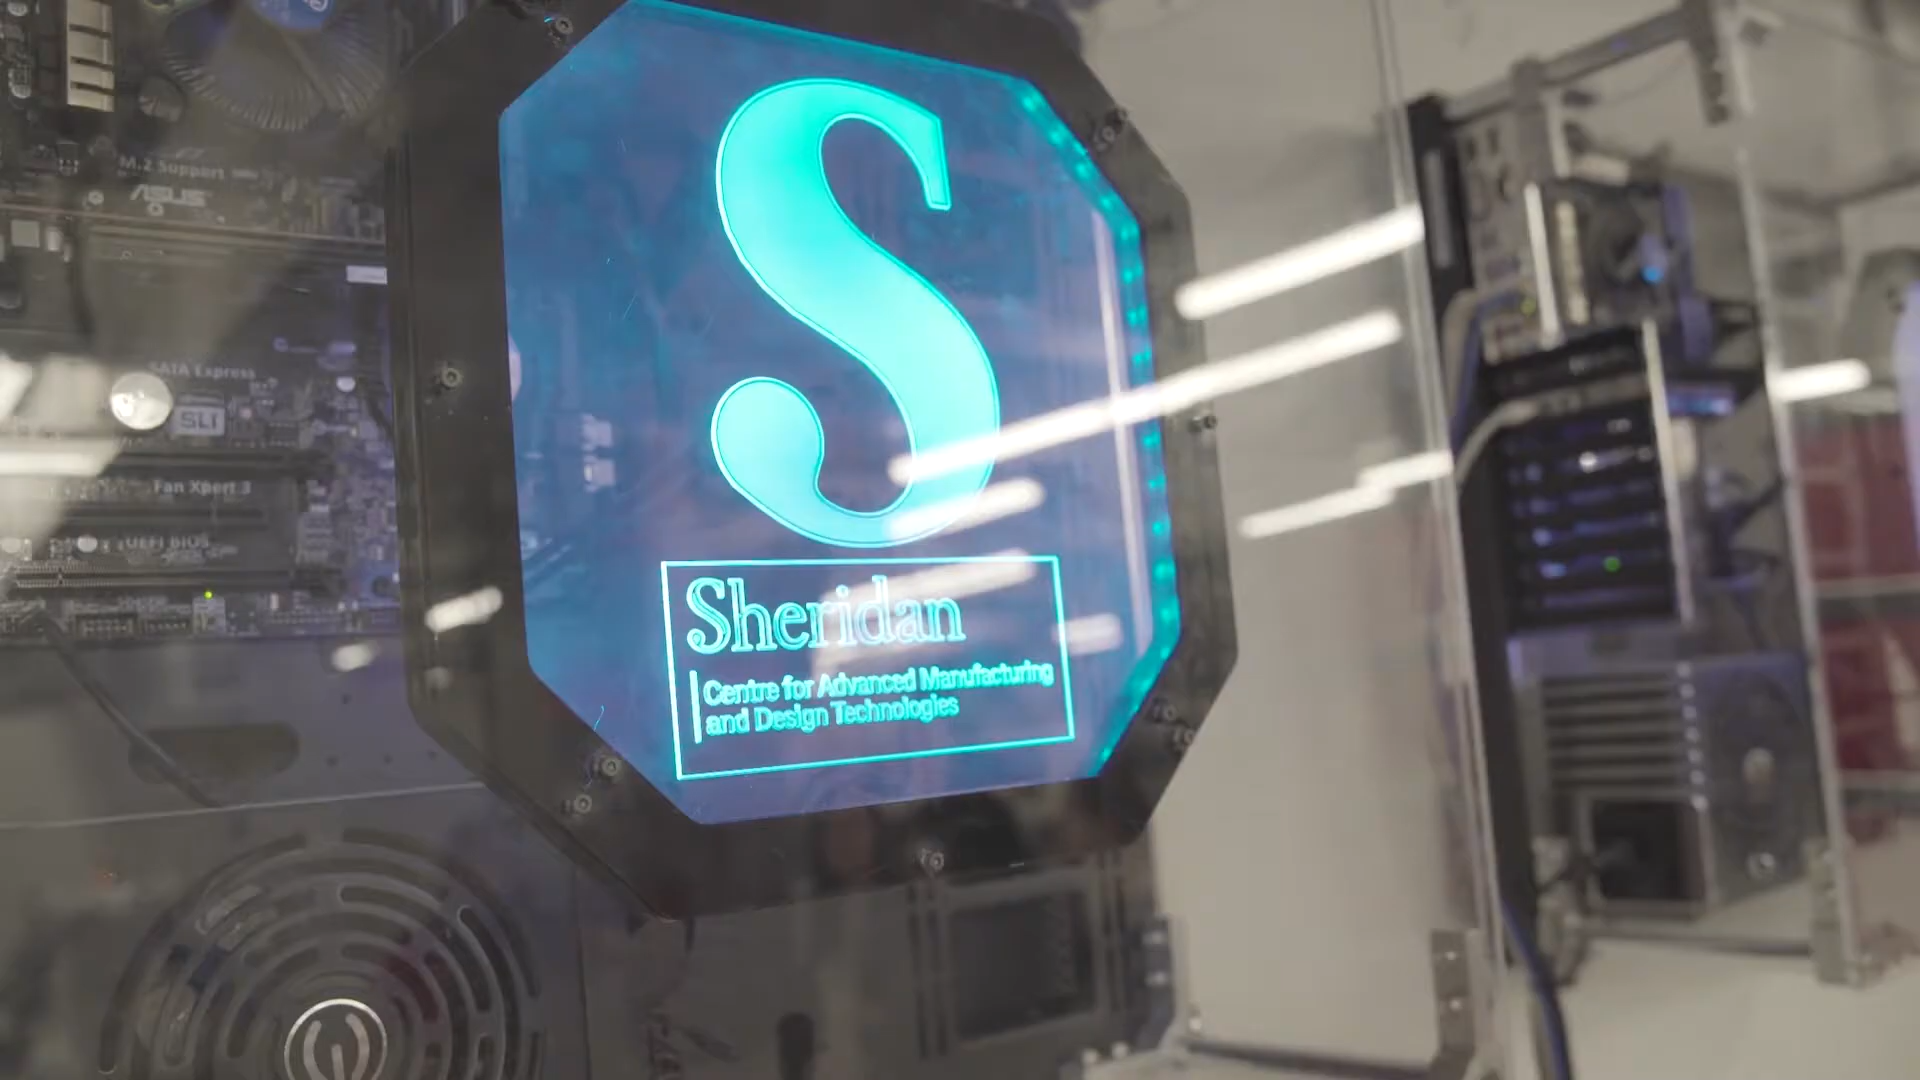 M.2 Support
ASUS
SATA Express
SLI
Fan Xpert 3
UEFI BIOS
S
Sheridan
Centre for Advanced Manufacturing
and Design Technologies